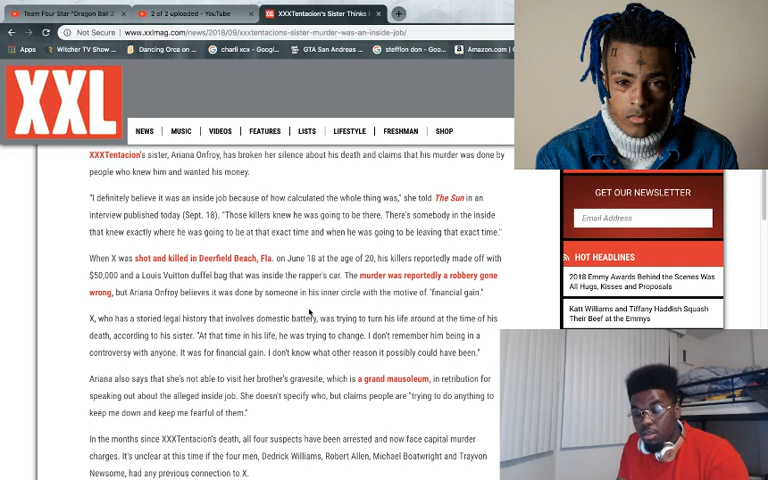 Team Four Star "Dragon Ball Z
2 of 2 uploaded - YouTube
XXXTentacion's Sister Thinks
Not Secure | www.xxlmag.com/news/2018/09/xxxtentacions-sister-murder-was-an-inside-job/
Apps Witcher TV Show ... Dancing Orca on ... charli xcx - Googl... GTA San Andreas ... stefflon don - Goo... Amazon.com |
XXL
NEWS MUSIC VIDEOS FEATURES LISTS LIFESTYLE FRESHMAN SHOP
XXXTentacion's sister, Ariana Onfroy, has broken her silence about his death and claims that his murder was done by
people who knew him and wanted his money.
"I definitely believe it was an inside job because of how calculated the whole thing was," she told The Sun in an
interview published today (Sept. 18). "Those killers knew he was going to be there. There's somebody in the inside
that knew exactly where he was going to be at that exact time and when he was going to be leaving that exact time."
When X was shot and killed in Deerfield Beach, Fla. on June 18 at the age of 20, his killers reportedly made off with
$50,000 and a Louis Vuitton duffel bag that was inside the rapper's car. The murder was reportedly a robbery gone
wrong, but Ariana Onfroy believes it was done by someone in his inner circle with the motive of "financial gain."
X, who has a storied legal history that involves domestic battery, was trying to turn his life around at the time of his
death, according to his sister. "At that time in his life, he was trying to change. I don't remember him being in a
controversy with anyone. It was for financial gain. I don't know what other reason it possibly could have been."
Ariana also says that she's not able to visit her brother's gravesite, which is a grand mausoleum, in retribution for
speaking out about the alleged inside job. She doesn't specify who, but claims people are "trying to do anything to
keep me down and keep me fearful of them."
In the months since XXXTentacion's death, all four suspects have been arrested and now face capital murder
charges. It's unclear at this time if the four men, Dedrick Williams, Robert Allen, Michael Boatwright and Trayvon
Newsome, had any previous connection to X.
GET OUR NEWSLETTER
Email Address
HOT HEADLINES
2018 Emmy Awards Behind the Scenes Was
All Hugs, Kisses and Proposals
Katt Williams and Tiffany Haddish Squash
Their Beef at the Emmys